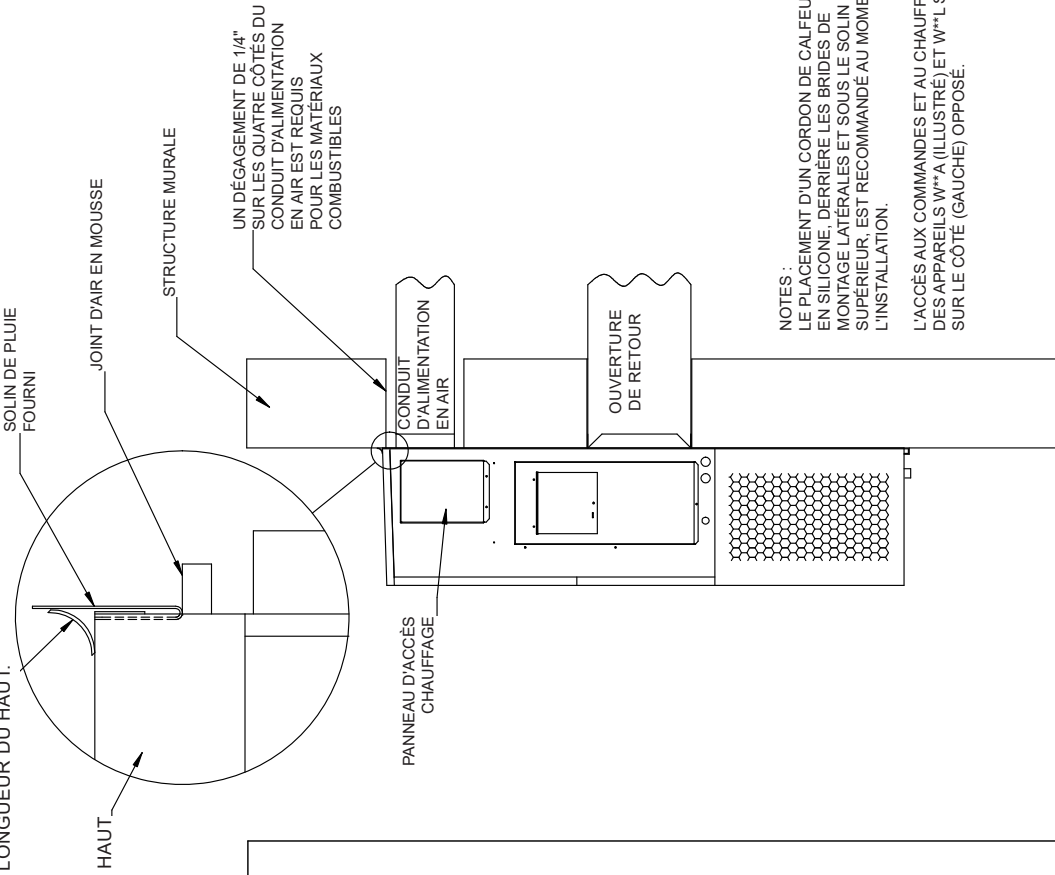 LONGUEUR DU HAUT.
HAUT
SOLIN DE PLUIE
FOURNI
JOINT D'AIR EN MOUSSE
STRUCTURE MURALE
UN DÉGAGEMENT DE 1/4"
SUR LES QUATRE CÔTÉS DU
CONDUIT D'ALIMENTATION
EN AIR EST REQUIS
POUR LES MATÉRIAUX
COMBUSTIBLES
CONDUIT
D'ALIMENTATION
EN AIR
OUVERTURE
DE RETOUR
PANNEAU D'ACCÈS
CHAUFFAGE
NOTES :
LE PLACEMENT D'UN CORDON DE CALFEU
EN SILICONE, DERRIÈRE LES BRIDES DE
MONTAGE LATÉRALES ET SOUS LE SOLIN
SUPÉRIEUR, EST RECOMMANDÉ AU MOME
L'INSTALLATION.
L'ACCÈS AUX COMMANDES ET AU CHAUFF
DES APPAREILS W**A (ILLUSTRÉ) ET W**L S
SUR LE CÔTÉ (GAUCHE) OPPOSÉ.